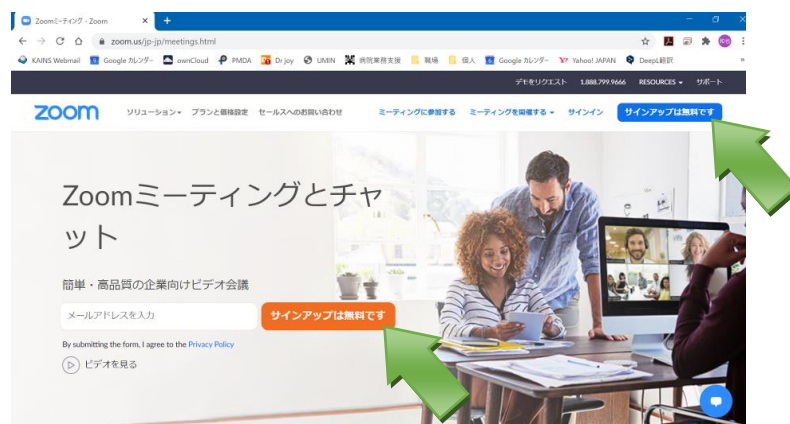 Zoomミーティング - Zoom
zoom.us/jp-jp/meetings.html
KAINS Webmail Google カレンダー ownCloud PMDA Dr joy UMIN 病院業務支援 職場 個人 Google カレンダー Yahoo! JAPAN DeepL翻訳 »
デモをリクエスト 1.888.799.9666 RESOURCES サポート
zoom ソリューション プランと価格設定 セールスへのお問い合わせ ミーティングに参加する ミーティングを開催する サインイン サインアップは無料です
Zoomミーティングとチャ
ット
簡単・高品質の企業向けビデオ会議
メールアドレスを入力 サインアップは無料です
By submitting the form, I agree to the Privacy Policy
ビデオを見る